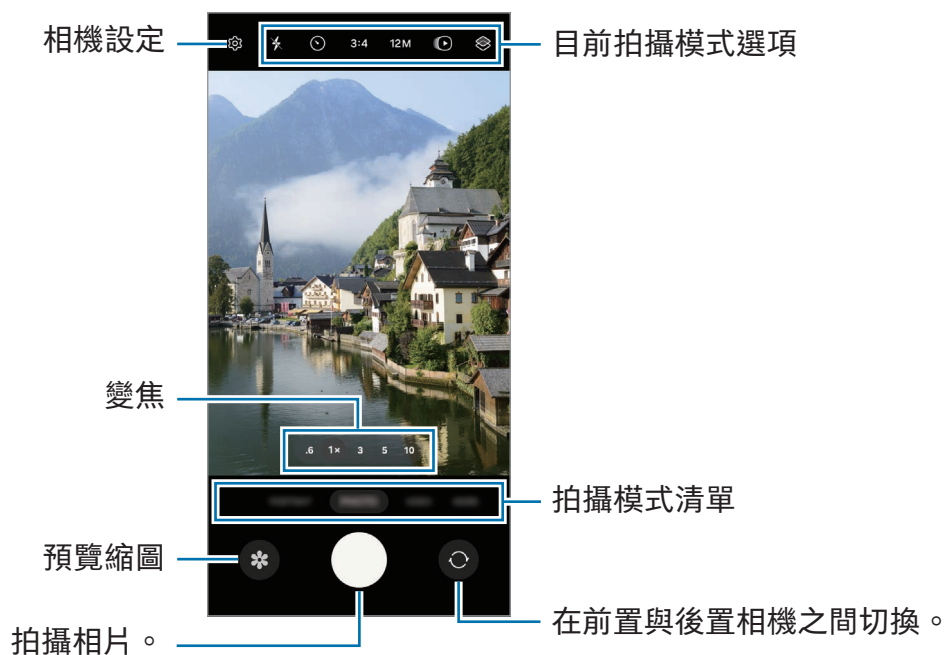 相機設定
3:4
12M
目前拍攝模式選項
變焦
.6 1× 3 5 10
拍攝模式清單
預覽縮圖
在前置與後置相機之間切換。
拍攝相片。